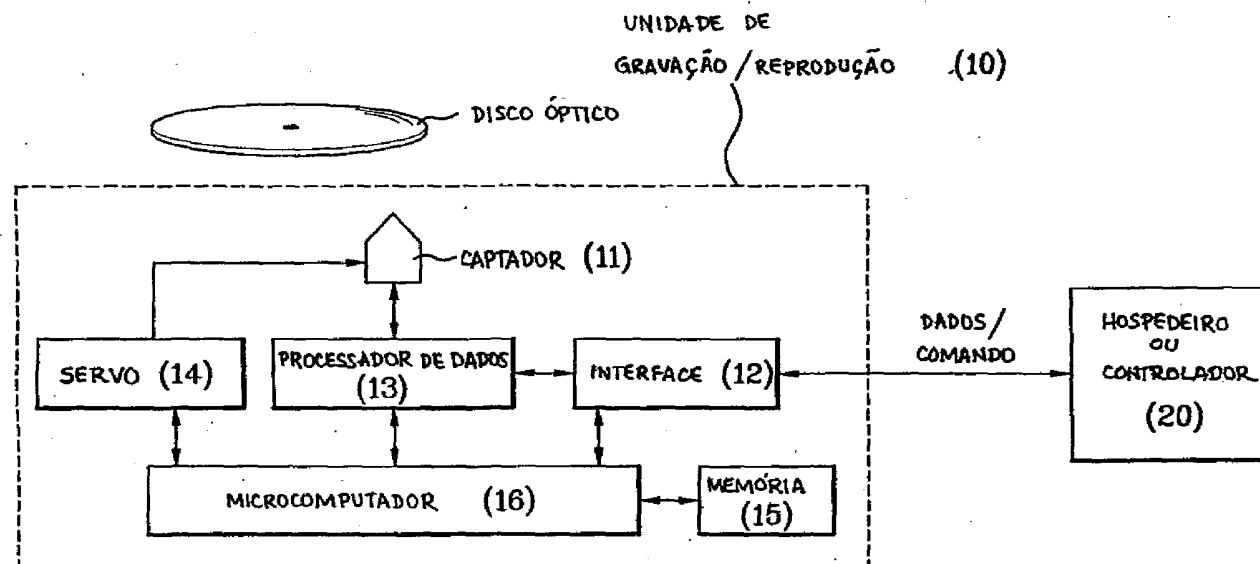 UNIDADE DE
GRAVAÇÃO/REPRODUÇÃO (10)
DISCO ÓPTICO
CAPTADOR (11)
SERVO (14)
PROCESSADOR DE DADOS
(13)
INTERFACE (12)
DADOS/
COMANDO
HOSPEDEIRO
OU
CONTROLADOR
(20)
MICROCOMPUTADOR (16)
MEMÓRIA
(15)